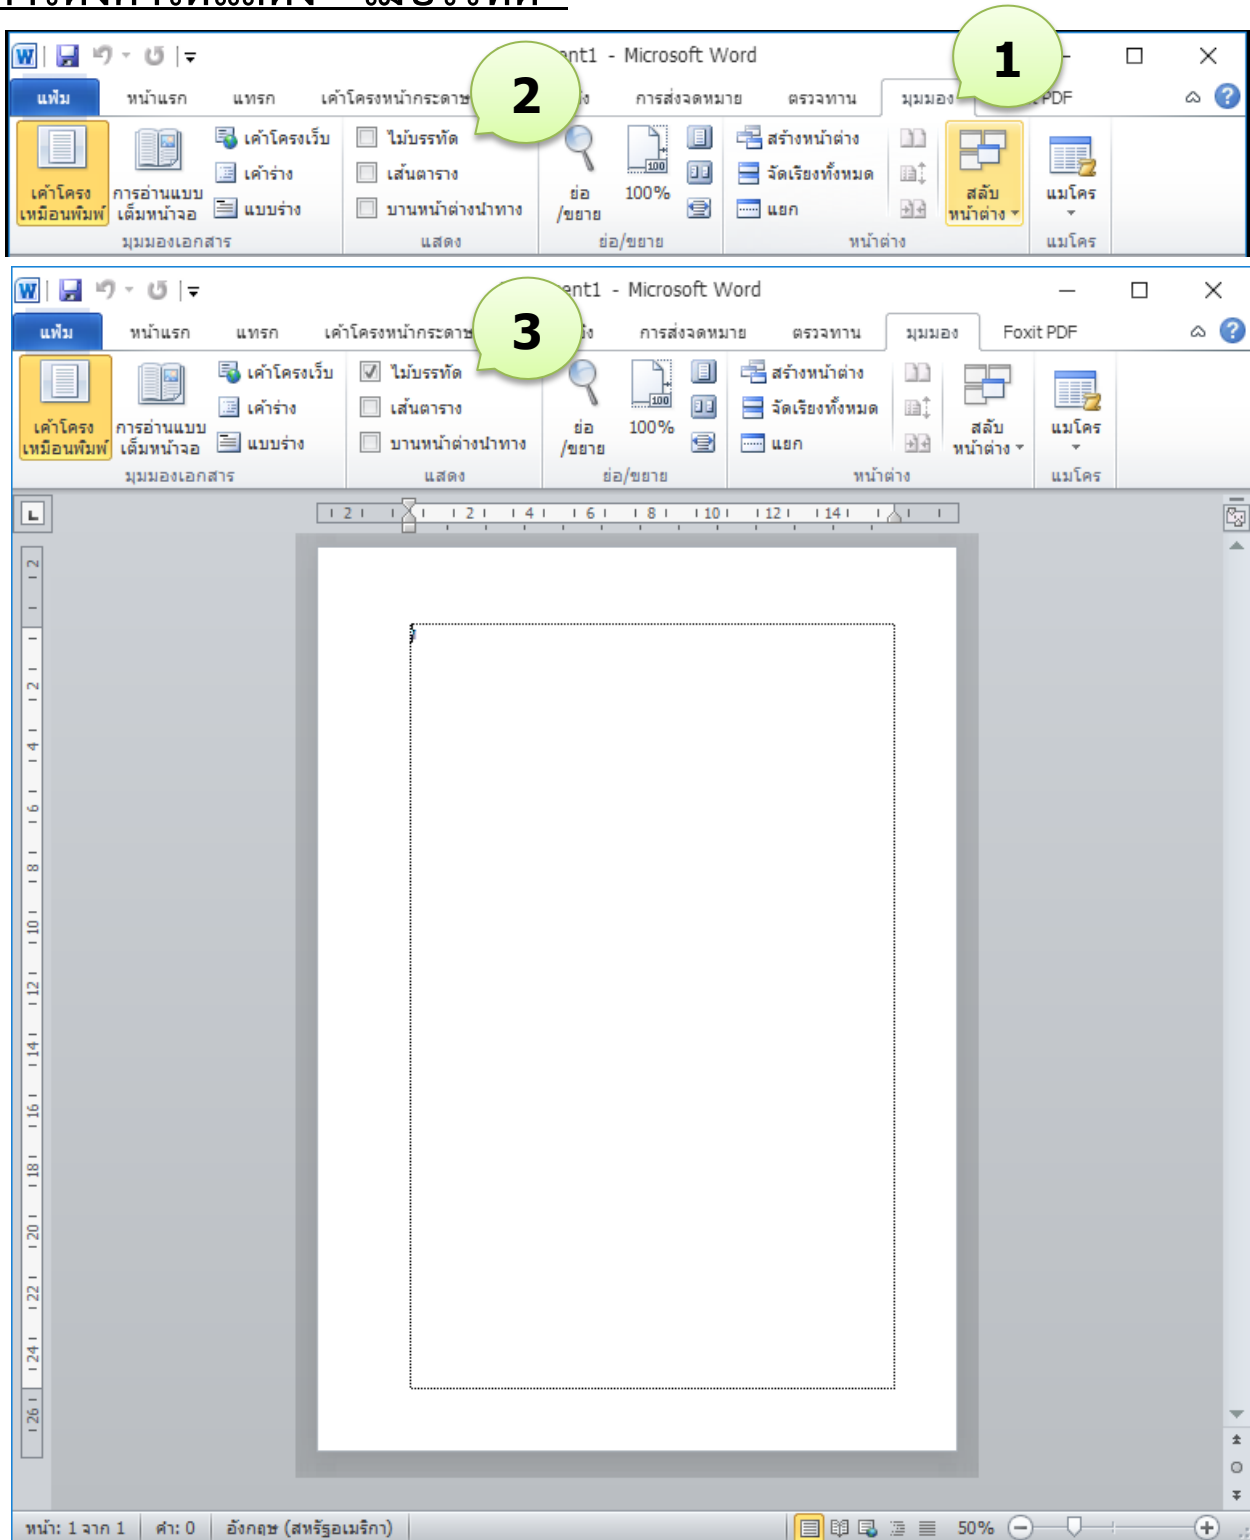 1
2
3
ent1 - Microsoft Word
แฟ้ม หน้าแรก แทรก เค้าโครงหน้ากระดาษ การส่งจดหมาย ตรวจทาน มุมมอง PDF
เค้าโครงเหมือนพิมพ์
การอ่านแบบเต็มหน้าจอ
เค้าโครงเว็บ
เค้าร่าง
แบบร่าง
มุมมองเอกสาร
ไม้บรรทัด
เส้นตาราง
บานหน้าต่างนำทาง
แสดง
ย่อ/ขยาย
100%
ย่อ/ขยาย
สร้างหน้าต่าง
จัดเรียงทั้งหมด
แยก
สลับหน้าต่าง
หน้าต่าง
แมโคร
แมโคร
ent1 - Microsoft Word
แฟ้ม หน้าแรก แทรก เค้าโครงหน้ากระดาษ การส่งจดหมาย ตรวจทาน มุมมอง Foxit PDF
เค้าโครงเหมือนพิมพ์
การอ่านแบบเต็มหน้าจอ
เค้าโครงเว็บ
เค้าร่าง
แบบร่าง
มุมมองเอกสาร
ไม้บรรทัด
เส้นตาราง
บานหน้าต่างนำทาง
แสดง
ย่อ/ขยาย
100%
ย่อ/ขยาย
สร้างหน้าต่าง
จัดเรียงทั้งหมด
แยก
สลับหน้าต่าง
หน้าต่าง
แมโคร
แมโคร
2 2 4 6 8 10 12 14
2
2
4
6
8
10
12
14
16
18
20
22
24
26
หน้า: 1 จาก 1 คำ: 0 อังกฤษ (สหรัฐอเมริกา) 50%